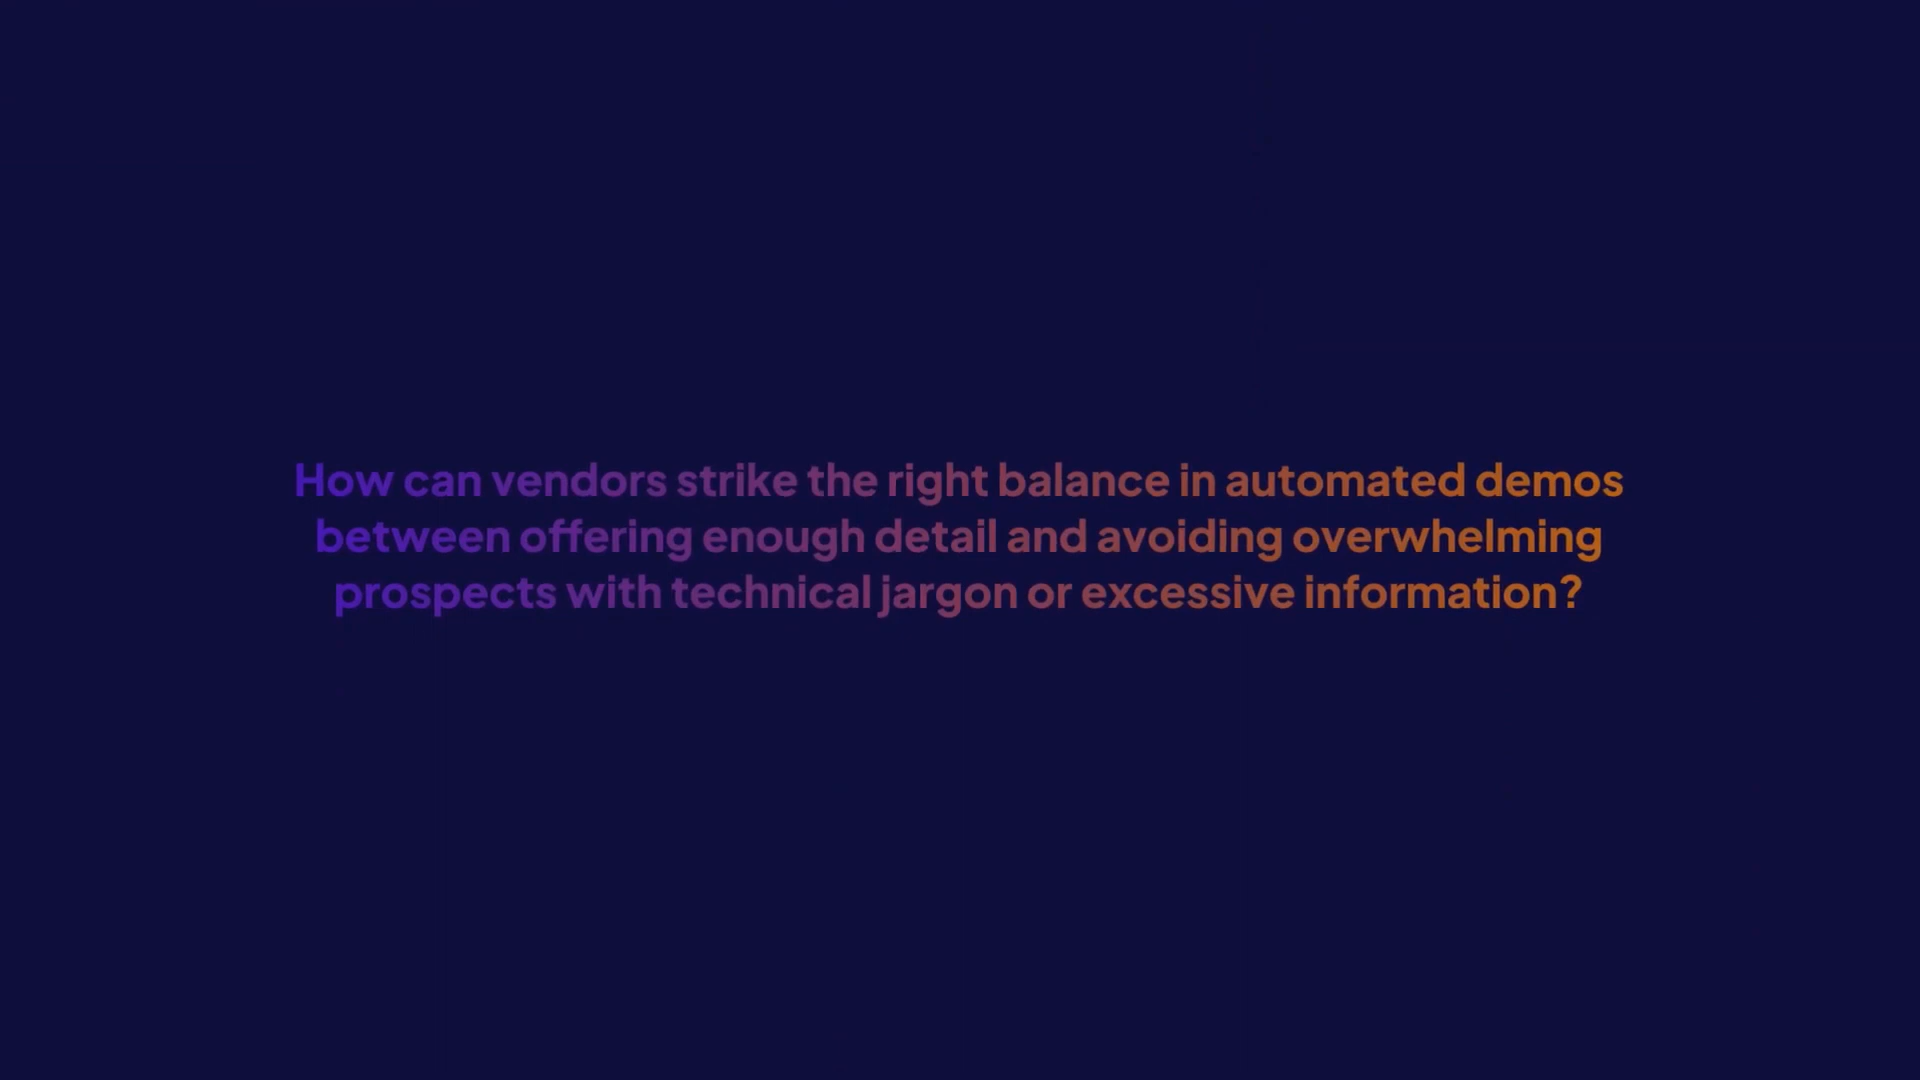 How can vendors strike the right balance in automated demos
between offering enough detail and avoiding overwhelming
prospects with technical jargon or excessive information?